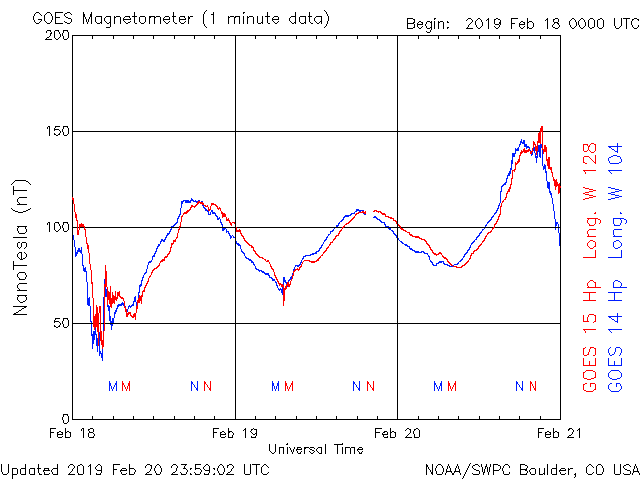 GOES Magnetometer (1 minute data)
Begin: 2019 Feb 18 0000 UTC
200
150
100
50
0
NanoTesla (nT)
M M N N M M N N M M N N
Feb 18 Feb 19 Feb 20 Feb 21
Universal Time
GOES 15 Hp Long. W 128
GOES 14 Hp Long. W 104
Updated 2019 Feb 20 23:59:02 UTC
NOAA/SWPC Boulder, CO USA